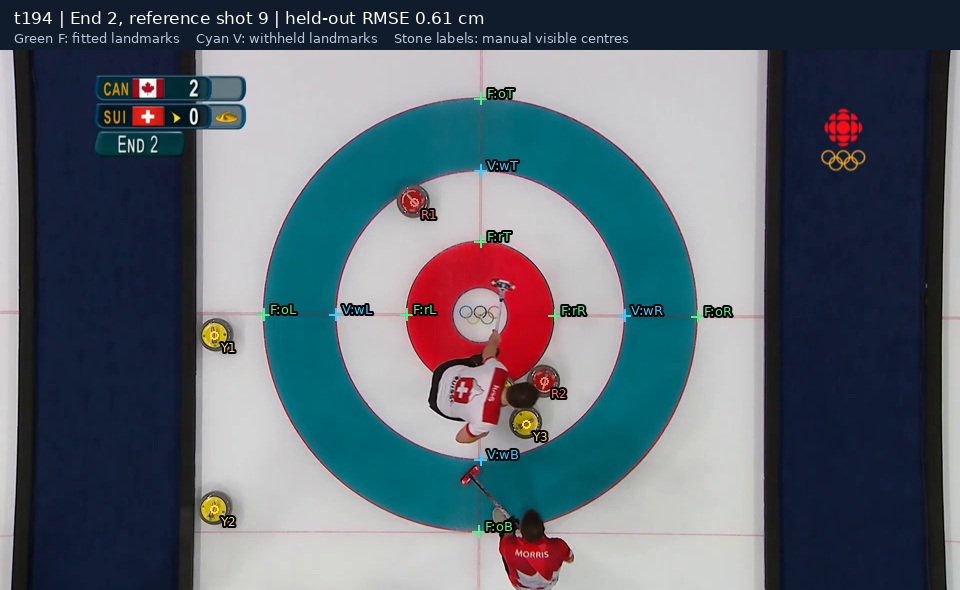 t194 | End 2, reference shot 9 | held-out RMSE 0.61 cm
Green F: fitted landmarks    Cyan V: withheld landmarks    Stone labels: manual visible centres
CAN 2
SUI 0
END 2
F:oT
V:wT
R1
F:rT
F:oL
V:wL
F:rL
F:rR
V:wR
F:oR
Y1
R2
Y3
V:wB
Y2
F:oB
MORRIS